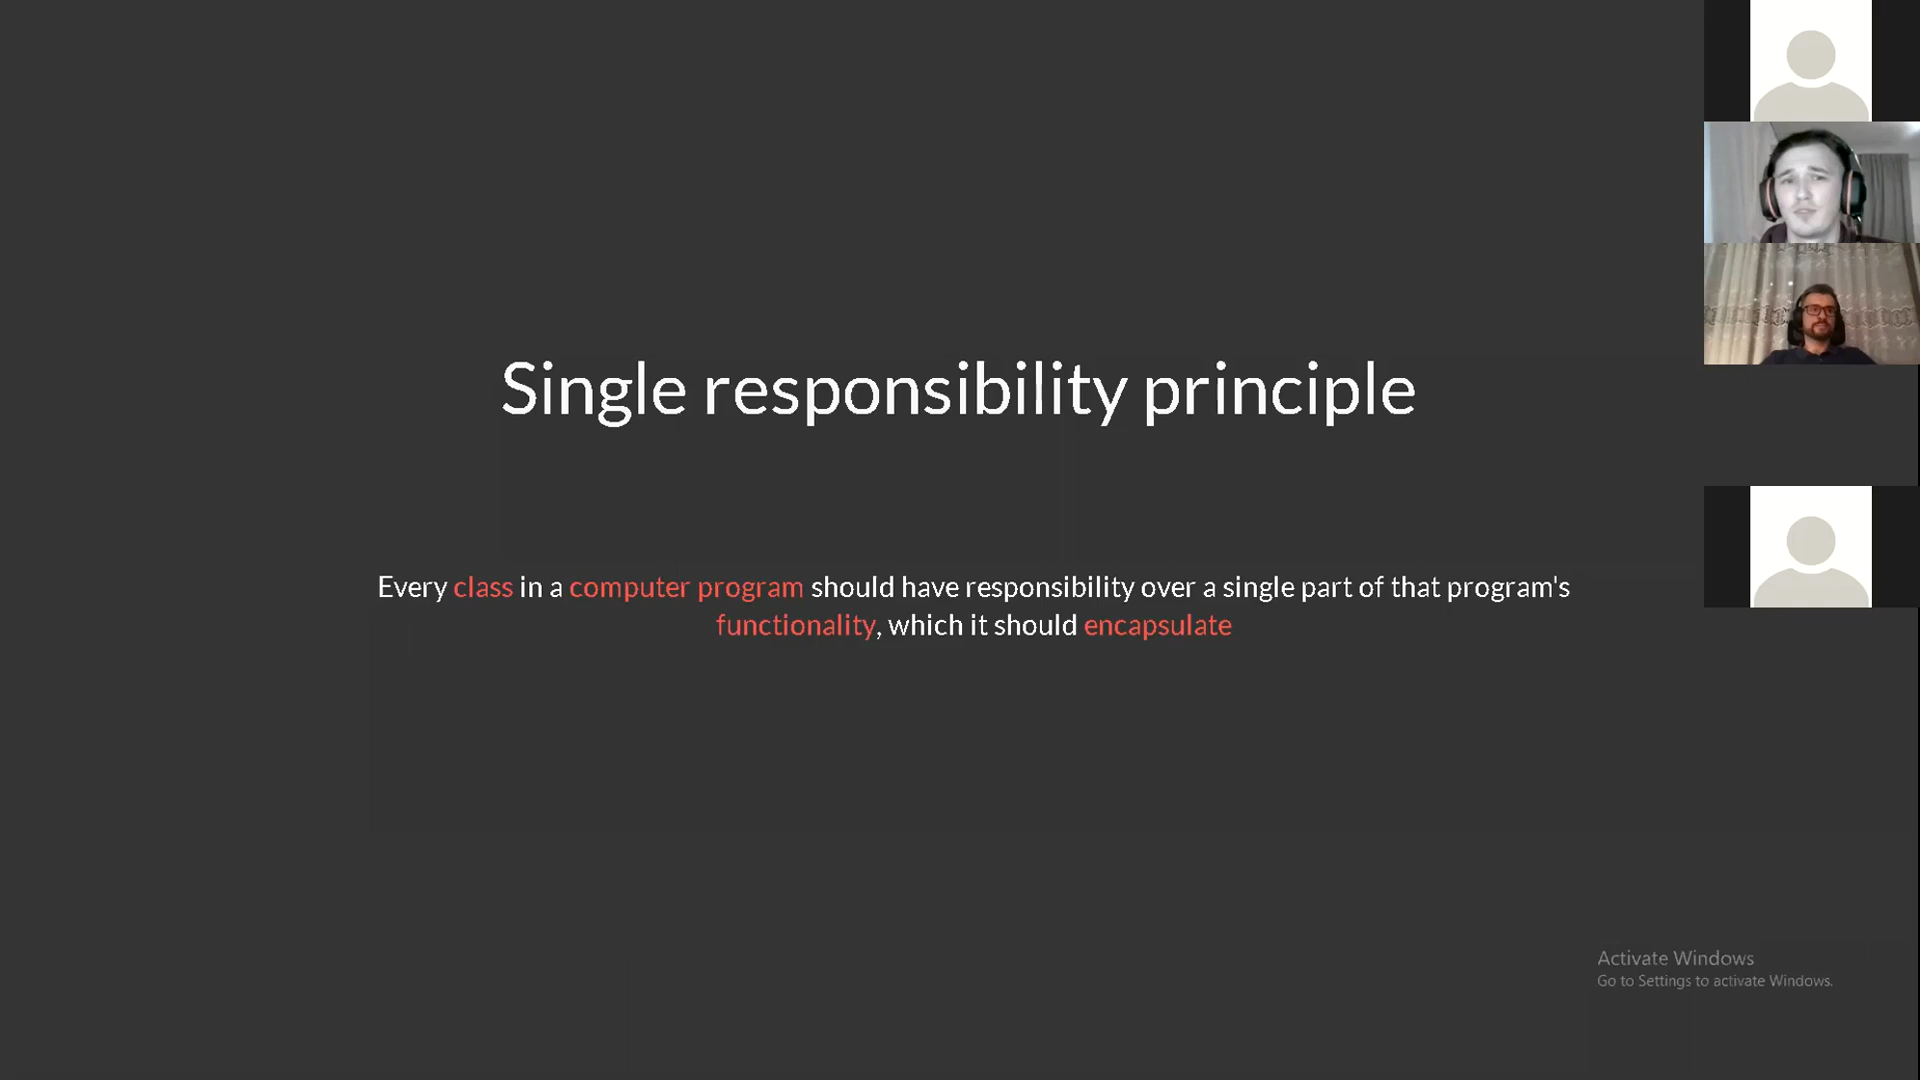 Single responsibility principle
Every class in a computer program should have responsibility over a single part of that program's
functionality, which it should encapsulate
Activate Windows
Go to Settings to activate Windows.